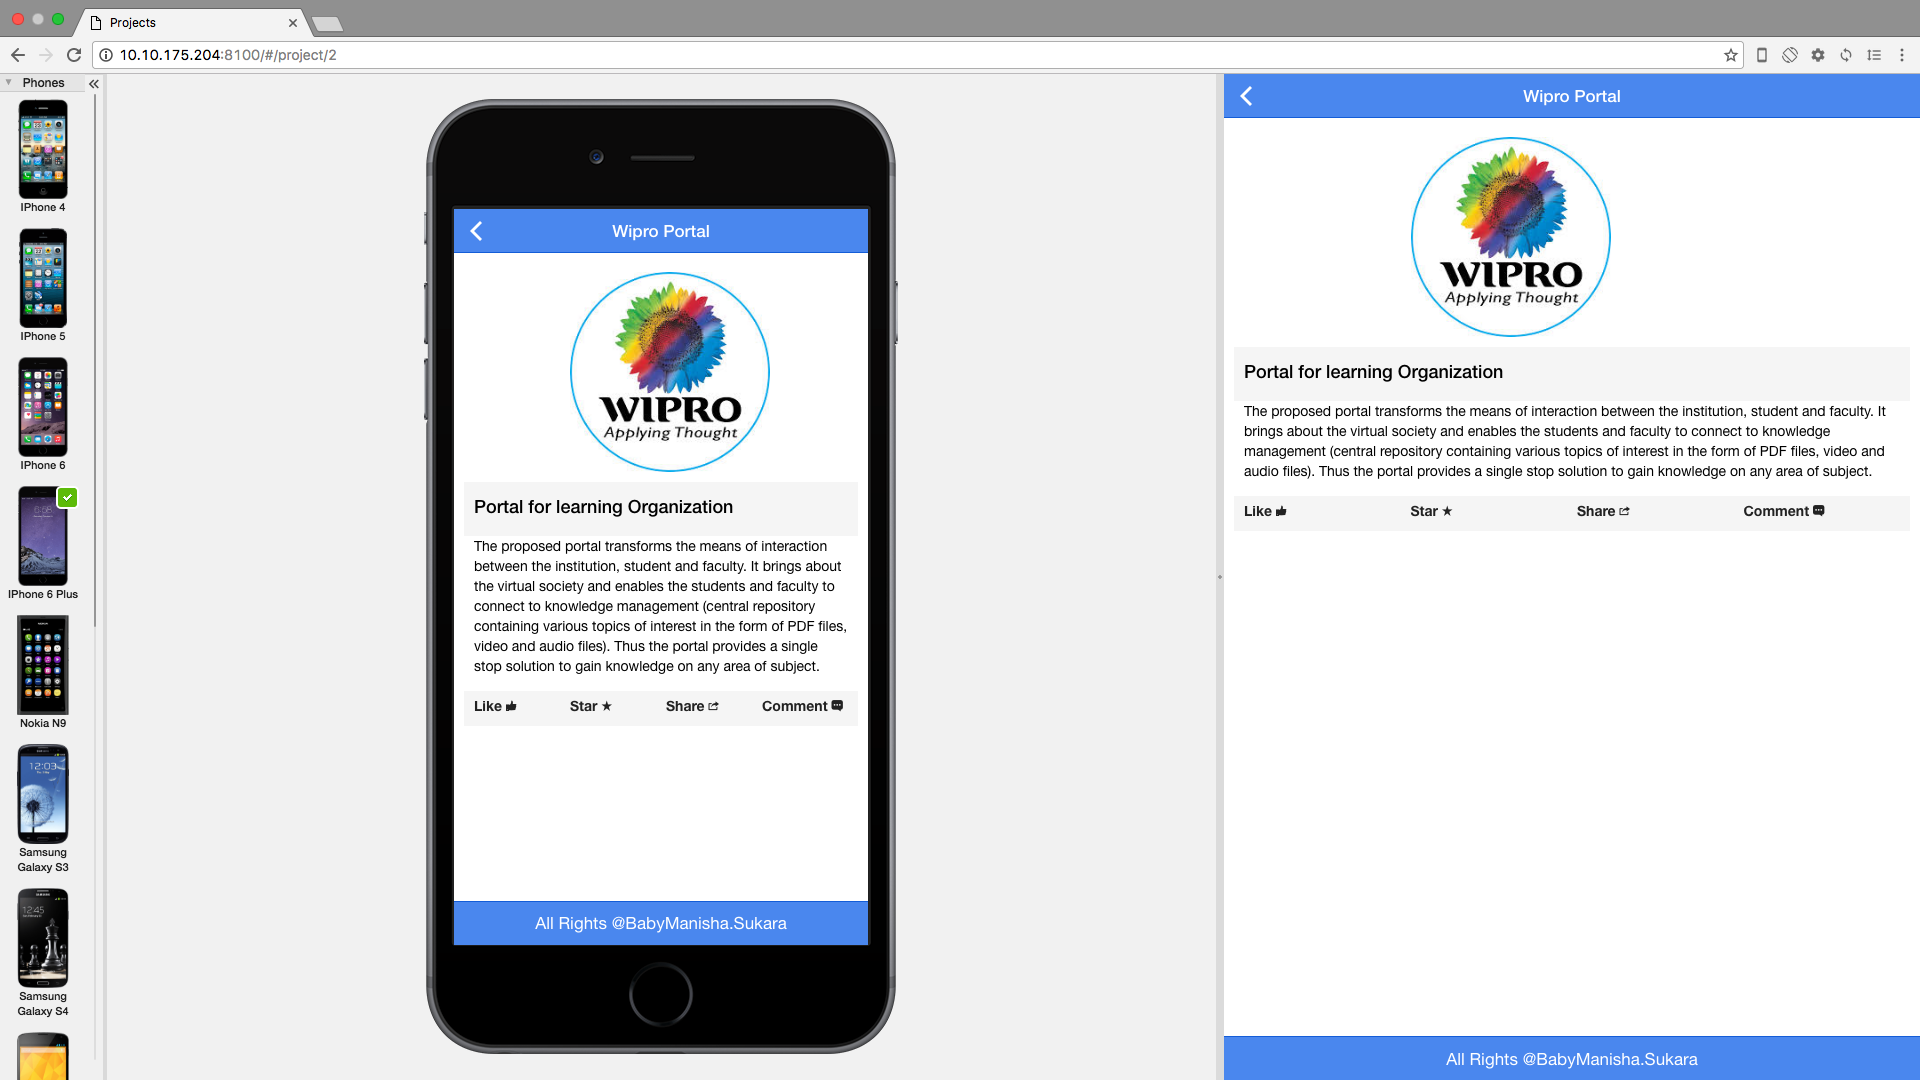 Projects
10.10.175.204:8100/#/project/2
Phones
IPhone 4
IPhone 5
IPhone 6
6:58
IPhone 6 Plus
Nokia N9
12:03
Samsung
Galaxy S3
12:45
Samsung
Galaxy S4
Wipro Portal
WIPRO
Applying Thought
Portal for learning Organization
The proposed portal transforms the means of interaction
between the institution, student and faculty. It brings about
the virtual society and enables the students and faculty to
connect to knowledge management (central repository
containing various topics of interest in the form of PDF files,
video and audio files). Thus the portal provides a single
stop solution to gain knowledge on any area of subject.
Like Star Share Comment
All Rights @BabyManisha.Sukara
Wipro Portal
WIPRO
Applying Thought
Portal for learning Organization
The proposed portal transforms the means of interaction between the institution, student and faculty. It
brings about the virtual society and enables the students and faculty to connect to knowledge
management (central repository containing various topics of interest in the form of PDF files, video and
audio files). Thus the portal provides a single stop solution to gain knowledge on any area of subject.
Like Star Share Comment
All Rights @BabyManisha.Sukara